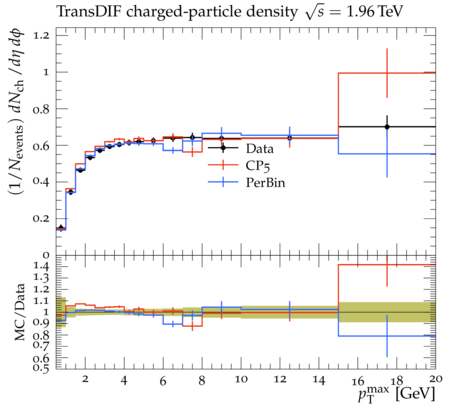 TransDIF charged-particle density √s = 1.96 TeV
(1/N_events) dN_ch/dη dϕ
1.2
1
0.8
0.6
0.4
0.2
0
Data
CP5
PerBin
MC/Data
1.4
1.3
1.2
1.1
1
0.9
0.8
0.7
0.6
0.5
2 4 6 8 10 12 14 16 18 20
p_T^max [GeV]